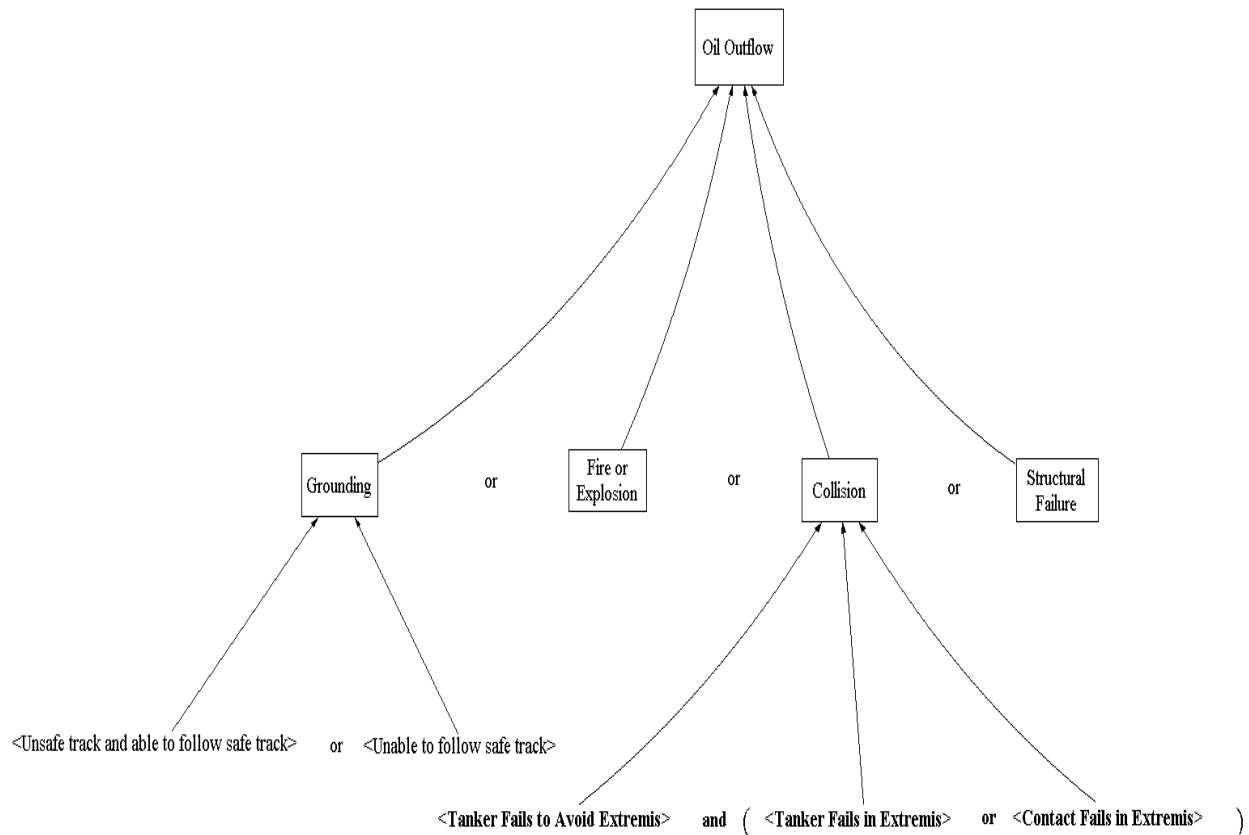 Oil Outflow
Grounding
or
Fire or
Explosion
or
Collision
or
Structural
Failure
<Unsafe track and able to follow safe track> or <Unable to follow safe track>
<Tanker Fails to Avoid Extremis> and ( <Tanker Fails in Extremis> or <Contact Fails in Extremis> )